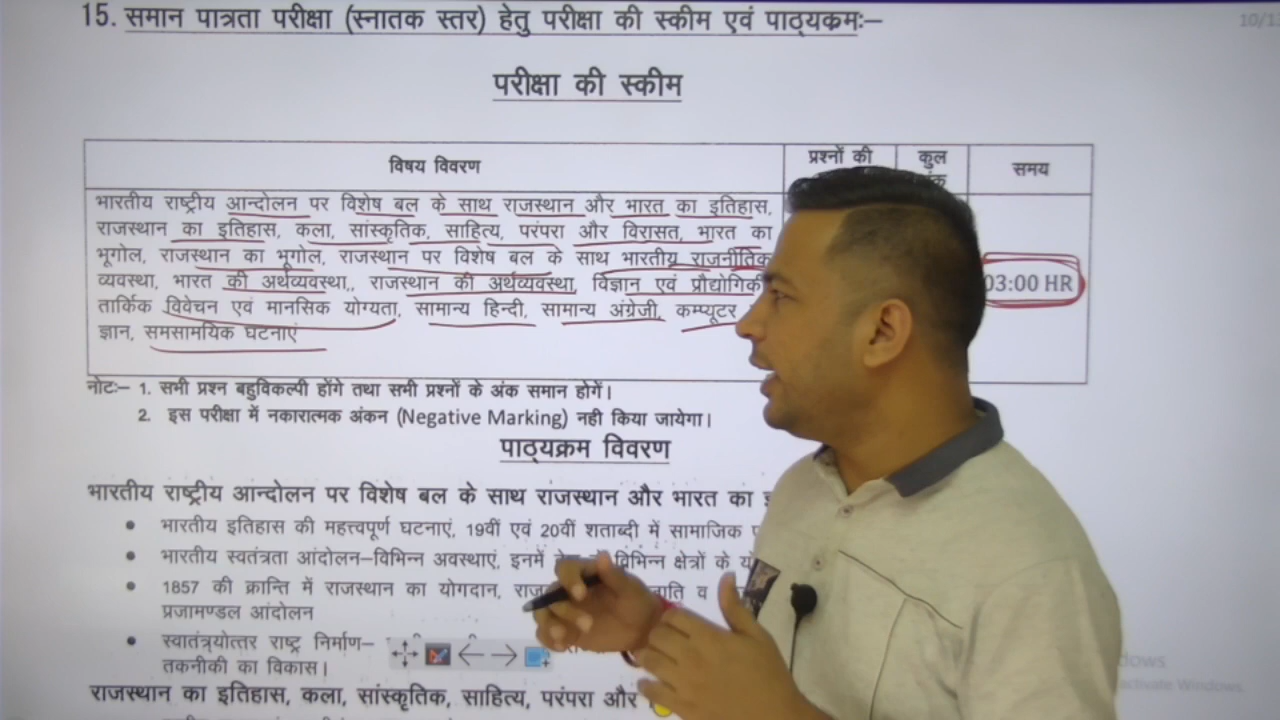 15. समान पात्रता परीक्षा (स्नातक स्तर) हेतु परीक्षा की स्कीम एवं पाठ्यक्रमः–
10/1
परीक्षा की स्कीम
विषय विवरण
प्रश्नों की
कुल
समय
भारतीय राष्ट्रीय आन्दोलन पर विशेष बल के साथ राजस्थान और भारत का इतिहास,
राजस्थान का इतिहास, कला, सांस्कृतिक, साहित्य, परंपरा और विरासत, भारत का
भूगोल, राजस्थान का भूगोल, राजस्थान पर विशेष बल के साथ भारतीय राजनीतिक
व्यवस्था, भारत की अर्थव्यवस्था,, राजस्थान की अर्थव्यवस्था, विज्ञान एवं प्रौद्योगिकी
तार्किक विवेचन एवं मानसिक योग्यता, सामान्य हिन्दी, सामान्य अंग्रेजी, कम्प्यूटर
ज्ञान, समसामयिक घटनाएं
03:00 HR
नोटः– 1. सभी प्रश्न बहुविकल्पी होंगे तथा सभी प्रश्नों के अंक समान होगें।
2. इस परीक्षा में नकारात्मक अंकन (Negative Marking) नही किया जायेगा।
पाठ्यक्रम विवरण
भारतीय राष्ट्रीय आन्दोलन पर विशेष बल के साथ राजस्थान और भारत का
• भारतीय इतिहास की महत्त्वपूर्ण घटनाएं, 19वीं एवं 20वीं शताब्दी में सामाजिक
• भारतीय स्वतंत्रता आंदोलन–विभिन्न अवस्थाएं, इनमें विभिन्न क्षेत्रों के
• 1857 की क्रान्ति में राजस्थान का योगदान, व
प्रजामण्डल आंदोलन
• स्वातंत्र्योत्तर राष्ट्र निर्माण–
तकनीकी का विकास।
राजस्थान का इतिहास, कला, सांस्कृतिक, साहित्य, परंपरा और
Activate Windows